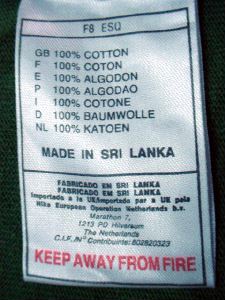 F8 ESQ
GB 100% COTTON
F 100% COTON
E 100% ALGODON
P 100% ALGODAO
I 100% COTONE
D 100% BAUMWOLLE
NL 100% KATOEN
MADE IN SRI LANKA
FABRICADO EM SRI LANKA
FABRICADO EN SRI LANKA
Importado a la UE/Importado par a UE pela
Nike European Operation Netherlands b.v.
Marathon 7,
1213 PD Hilversum
The Netherlands
C.I.F./Nº Contribuinte: 802820323
KEEP AWAY FROM FIRE